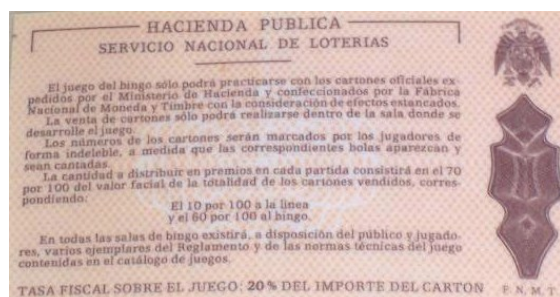 HACIENDA PUBLICA
SERVICIO NACIONAL DE LOTERIAS
El juego del bingo sólo podrá practicarse con los cartones oficiales ex-
pedidos por el Ministerio de Hacienda y confeccionados por la Fábrica
Nacional de Moneda y Timbre con la consideración de efectos estancados.
La venta de cartones sólo podrá realizarse dentro de la sala donde se
desarrolle el juego.
Los números de los cartones serán marcados por los jugadores de
forma indeleble, a medida que las correspondientes bolas aparezcan y
sean cantadas.
La cantidad a distribuir en premios en cada partida consistirá en el 70
por 100 del valor facial de la totalidad de los cartones vendidos, corres-
pondiendo:
El 10 por 100 a la línea
y el 60 por 100 al bingo.
En todas las salas de bingo existirá, a disposición del público y jugado-
res, varios ejemplares del Reglamento y de las normas técnicas del juego
contenidas en el catálogo de juegos.
TASA FISCAL SOBRE EL JUEGO: 20 % DEL IMPORTE DEL CARTON
F. N. M. T.